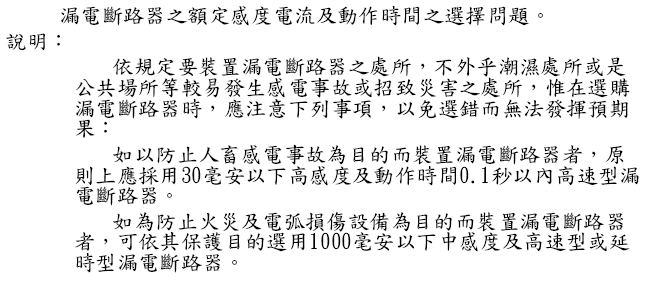 漏電斷路器之額定感度電流及動作時間之選擇問題。
說明：
依規定要裝置漏電斷路器之處所，不外乎潮濕處所或是
公共場所等較易發生感電事故或招致災害之處所，惟在選購
漏電斷路器時，應注意下列事項，以免選錯而無法發揮預期
果：
如以防止人畜感電事故為目的而裝置漏電斷路器者，原
則上應採用30毫安以下高感度及動作時間0.1秒以內高速型漏
電斷路器。
如為防止火災及電弧損傷設備為目的而裝置漏電斷路器
者，可依其保護目的選用1000毫安以下中感度及高速型或延
時型漏電斷路器。